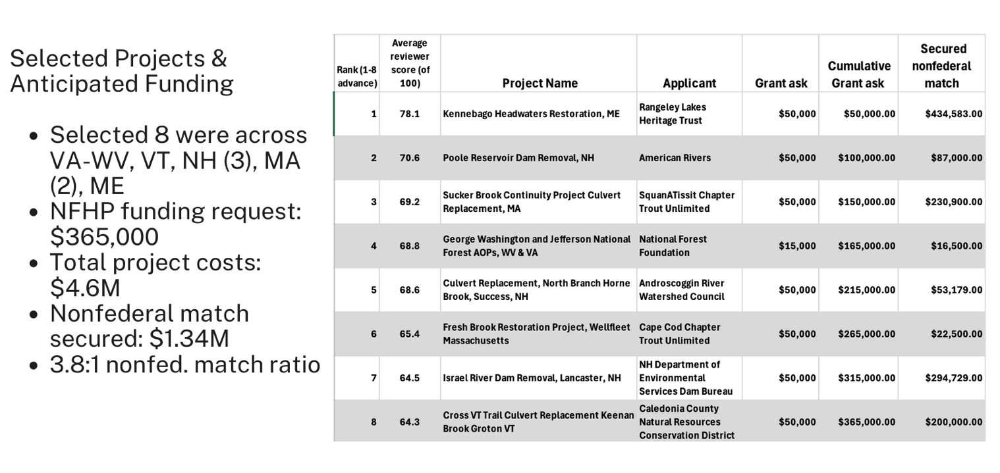 Selected Projects &
Anticipated Funding
• Selected 8 were across
VA-WV, VT, NH (3), MA
(2), ME
• NFHP funding request:
$365,000
• Total project costs:
$4.6M
• Nonfederal match
secured: $1.34M
• 3.8:1 nonfed. match ratio
Rank (1-8 advance) Average reviewer score (of 100) Project Name Applicant Grant ask Cumulative Grant ask Secured nonfederal match
1 78.1 Kennebago Headwaters Restoration, ME Rangeley Lakes Heritage Trust $50,000 $50,000.00 $434,583.00
2 70.6 Poole Reservoir Dam Removal, NH American Rivers $50,000 $100,000.00 $87,000.00
3 69.2 Sucker Brook Continuity Project Culvert Replacement, MA SquanATissit Chapter Trout Unlimited $50,000 $150,000.00 $230,900.00
4 68.8 George Washington and Jefferson National Forest AOPs, WV & VA National Forest Foundation $15,000 $165,000.00 $16,500.00
5 68.6 Culvert Replacement, North Branch Horne Brook, Success, NH Androscoggin River Watershed Council $50,000 $215,000.00 $53,179.00
6 65.4 Fresh Brook Restoration Project, Wellfleet Massachusetts Cape Cod Chapter Trout Unlimited $50,000 $265,000.00 $22,500.00
7 64.5 Israel River Dam Removal, Lancaster, NH NH Department of Environmental Services Dam Bureau $50,000 $315,000.00 $294,729.00
8 64.3 Cross VT Trail Culvert Replacement Keenan Brook Groton VT Caledonia County Natural Resources Conservation District $50,000 $365,000.00 $200,000.00